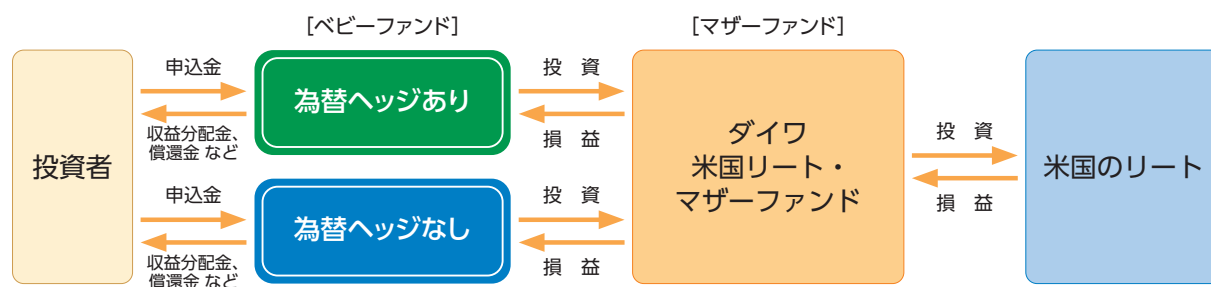 [ベビーファンド]
[マザーファンド]
投資者
申込金
収益分配金、
償還金 など
為替ヘッジあり
投 資
損 益
申込金
収益分配金、
償還金 など
為替ヘッジなし
投 資
損 益
ダイワ
米国リート・
マザーファンド
投 資
損 益
米国のリート